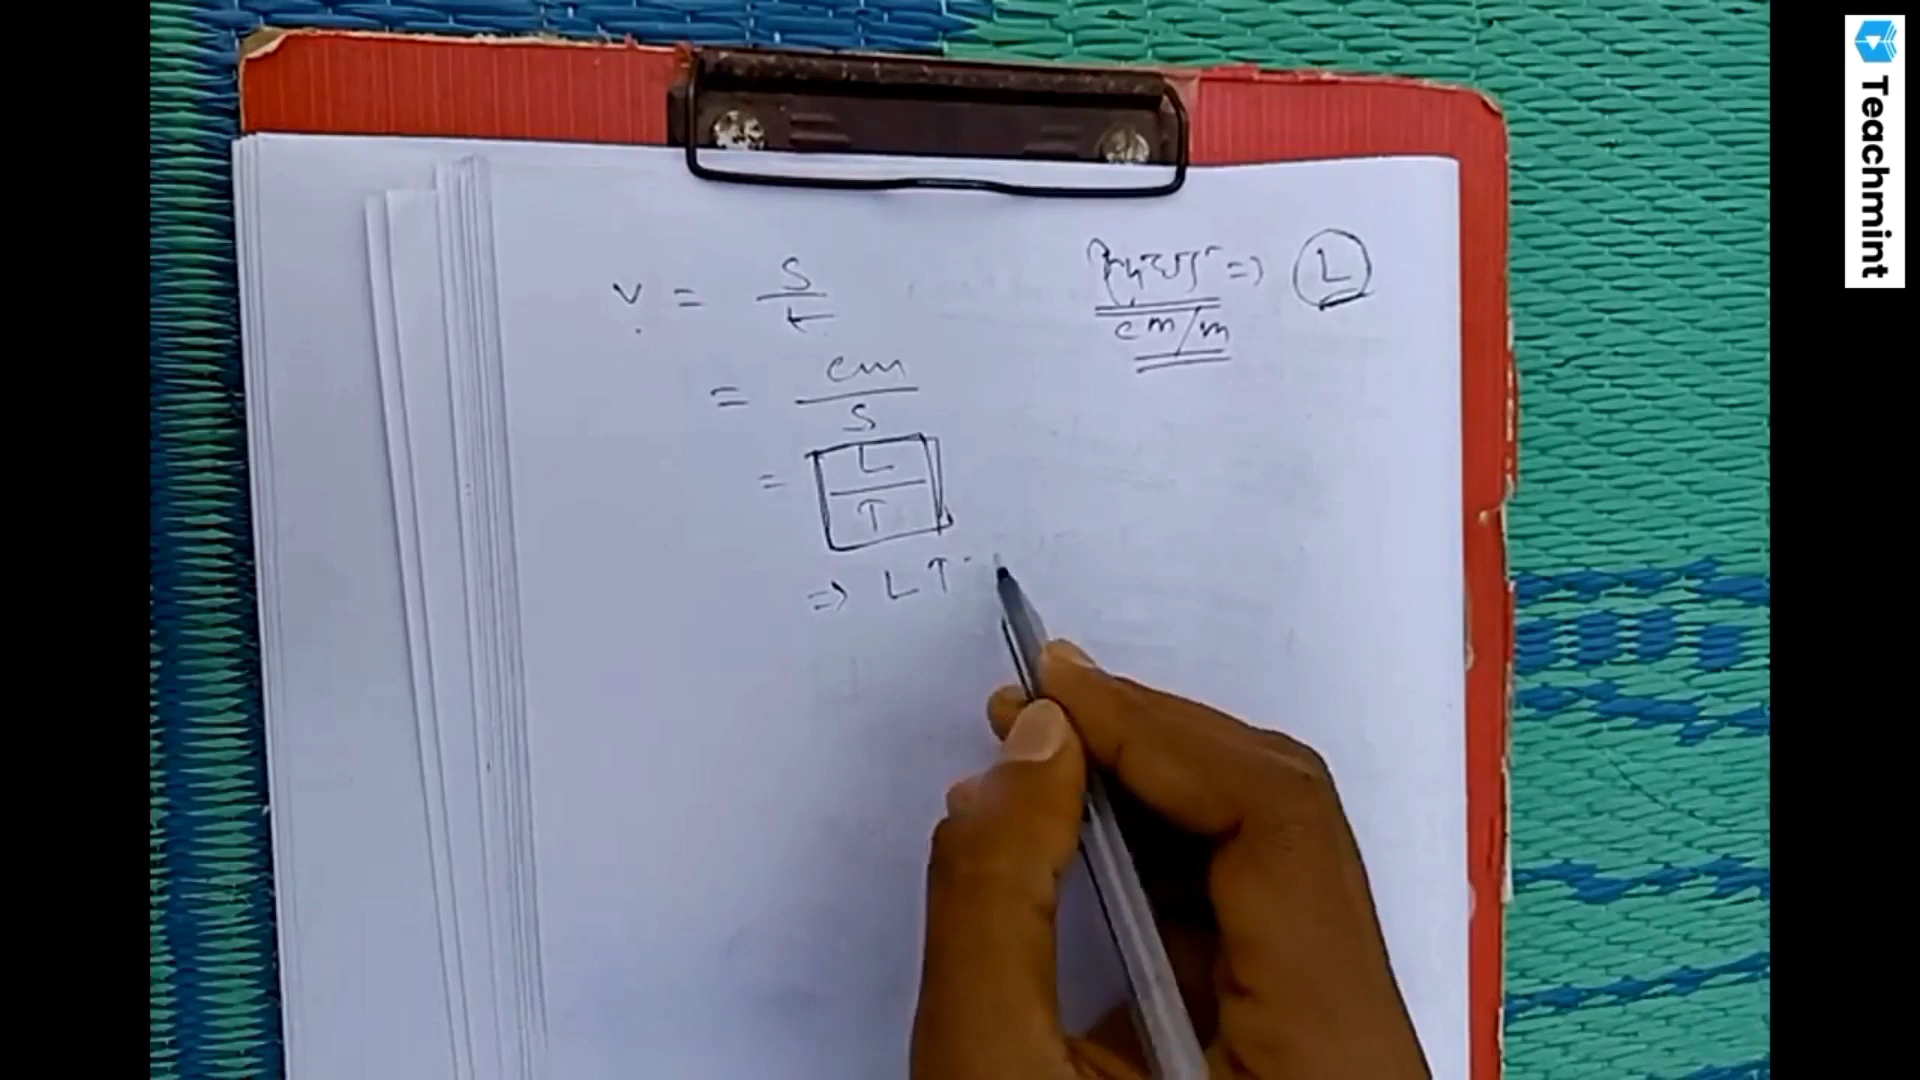 v = s/t
=> L
cm/m
= cm/s
= L/T
=> L T⁻
Teachmint